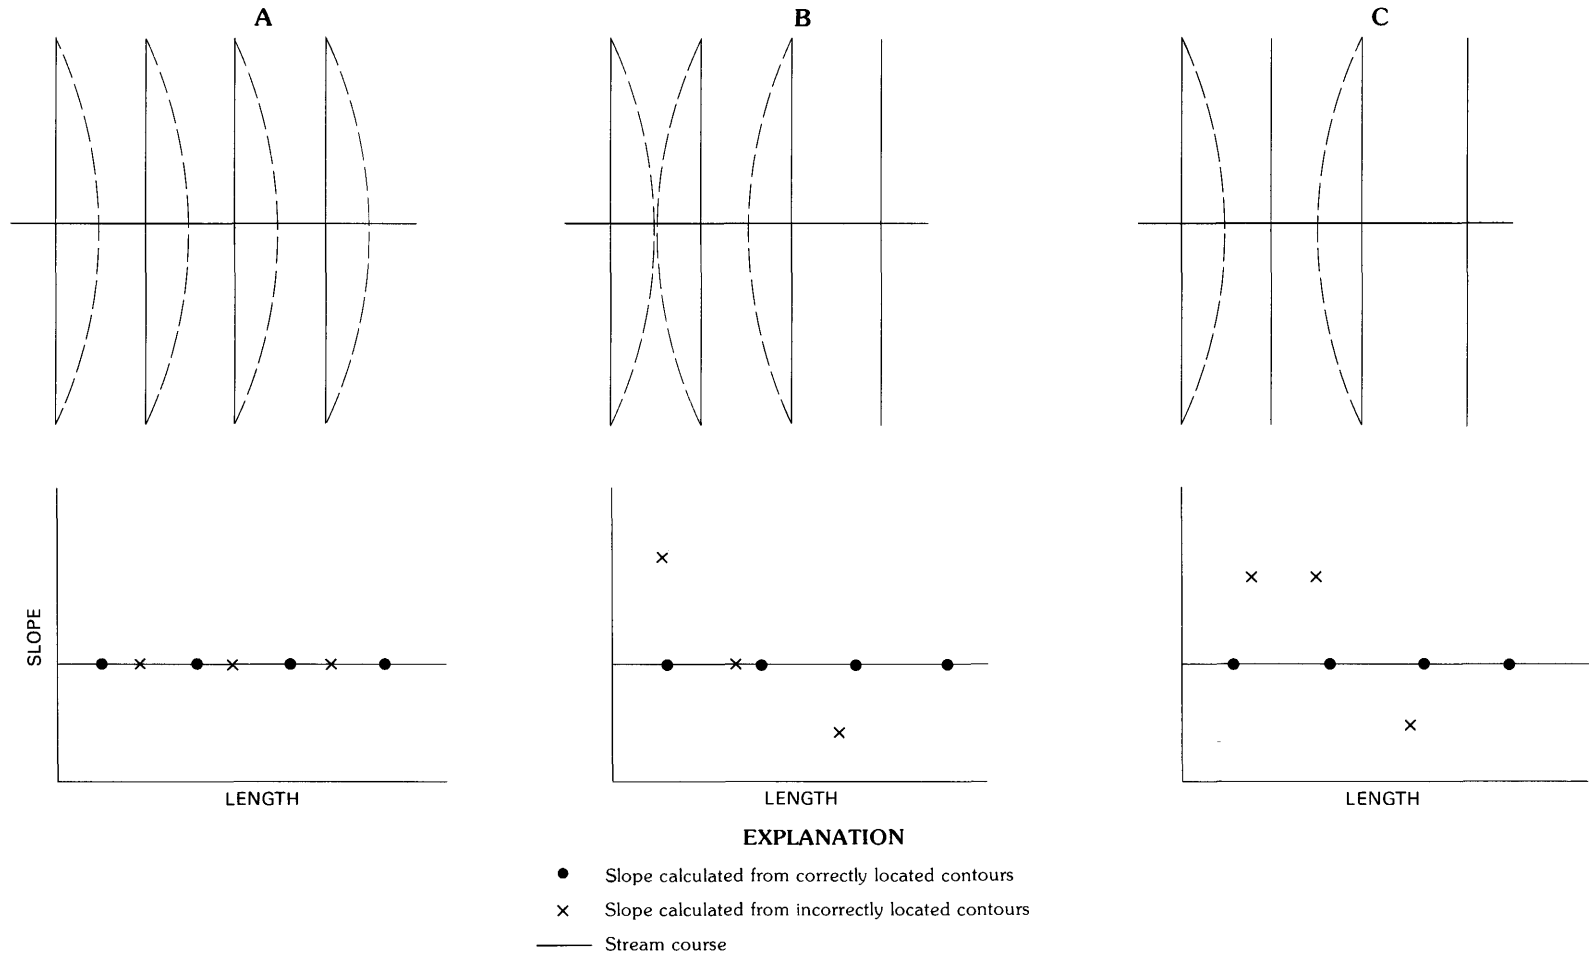 A
B
C
SLOPE
LENGTH
LENGTH
LENGTH
EXPLANATION
Slope calculated from correctly located contours
Slope calculated from incorrectly located contours
Stream course